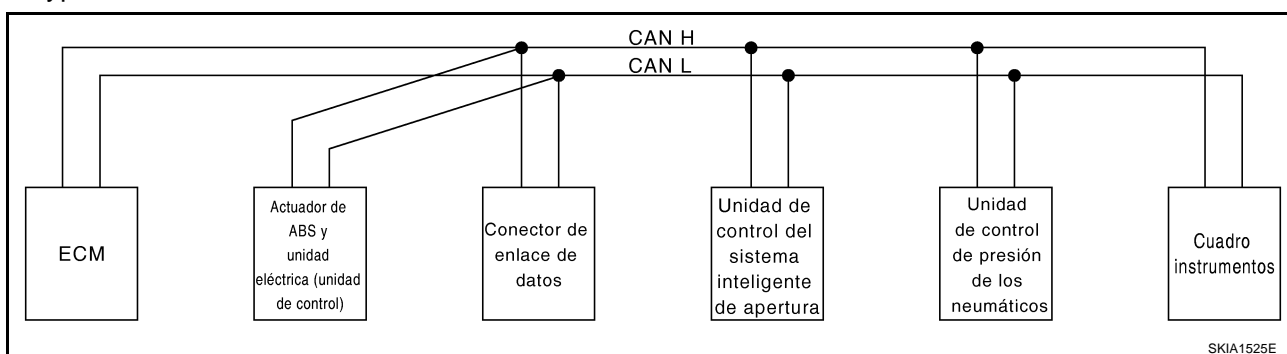 CAN H
CAN L
ECM
Actuador de
ABS y
unidad
eléctrica (unidad
de control)
Conector de
enlace de
datos
Unidad de
control del
sistema
inteligente
de apertura
Unidad
de control
de presión
de los
neumáticos
Cuadro
instrumentos
SKIA1525E